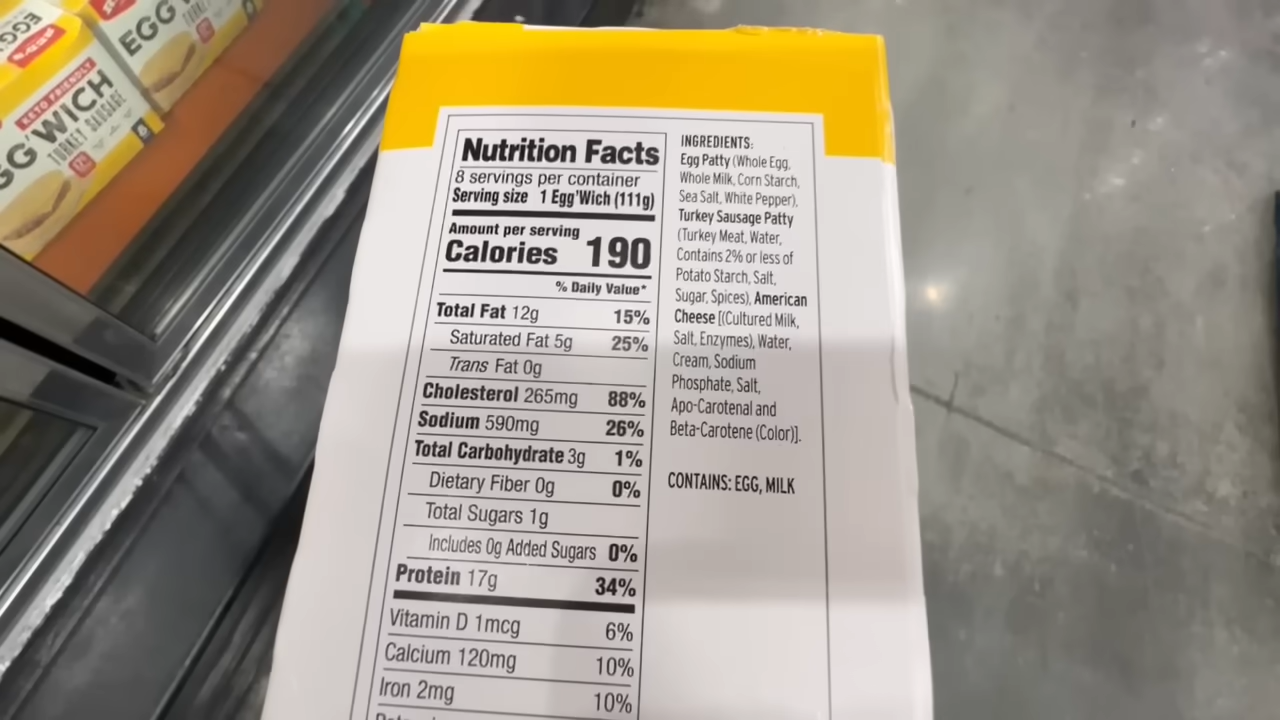 EGG
KETO FRIENDLY
GG'WICH
TURKEY SAUSAGE
Nutrition Facts
8 servings per container
Serving size 1 Egg'Wich (111g)
Amount per serving
Calories 190
% Daily Value*
Total Fat 12g 15%
Saturated Fat 5g 25%
Trans Fat 0g
Cholesterol 265mg 88%
Sodium 590mg 26%
Total Carbohydrate 3g 1%
Dietary Fiber 0g 0%
Total Sugars 1g
Includes 0g Added Sugars 0%
Protein 17g 34%
Vitamin D 1mcg 6%
Calcium 120mg 10%
Iron 2mg 10%
INGREDIENTS:
Egg Patty (Whole Egg,
Whole Milk, Corn Starch,
Sea Salt, White Pepper),
Turkey Sausage Patty
(Turkey Meat, Water,
Contains 2% or less of
Potato Starch, Salt,
Sugar, Spices), American
Cheese [(Cultured Milk,
Salt, Enzymes), Water,
Cream, Sodium
Phosphate, Salt,
Apo-Carotenal and
Beta-Carotene (Color)].
CONTAINS: EGG, MILK